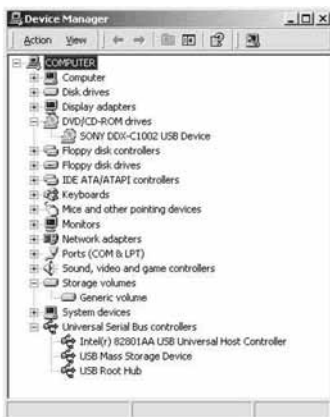 Device Manager
Action View
COMPUTER
Computer
Disk drives
Display adapters
DVD/CD-ROM drives
SONY DDX-C1002 USB Device
Floppy disk controllers
Floppy disk drives
IDE ATA/ATAPI controllers
Keyboards
Mice and other pointing devices
Monitors
Network adapters
Ports (COM & LPT)
Sound, video and game controllers
Storage volumes
Generic volume
System devices
Universal Serial Bus controllers
Intel(r) 82801AA USB Universal Host Controller
USB Mass Storage Device
USB Root Hub